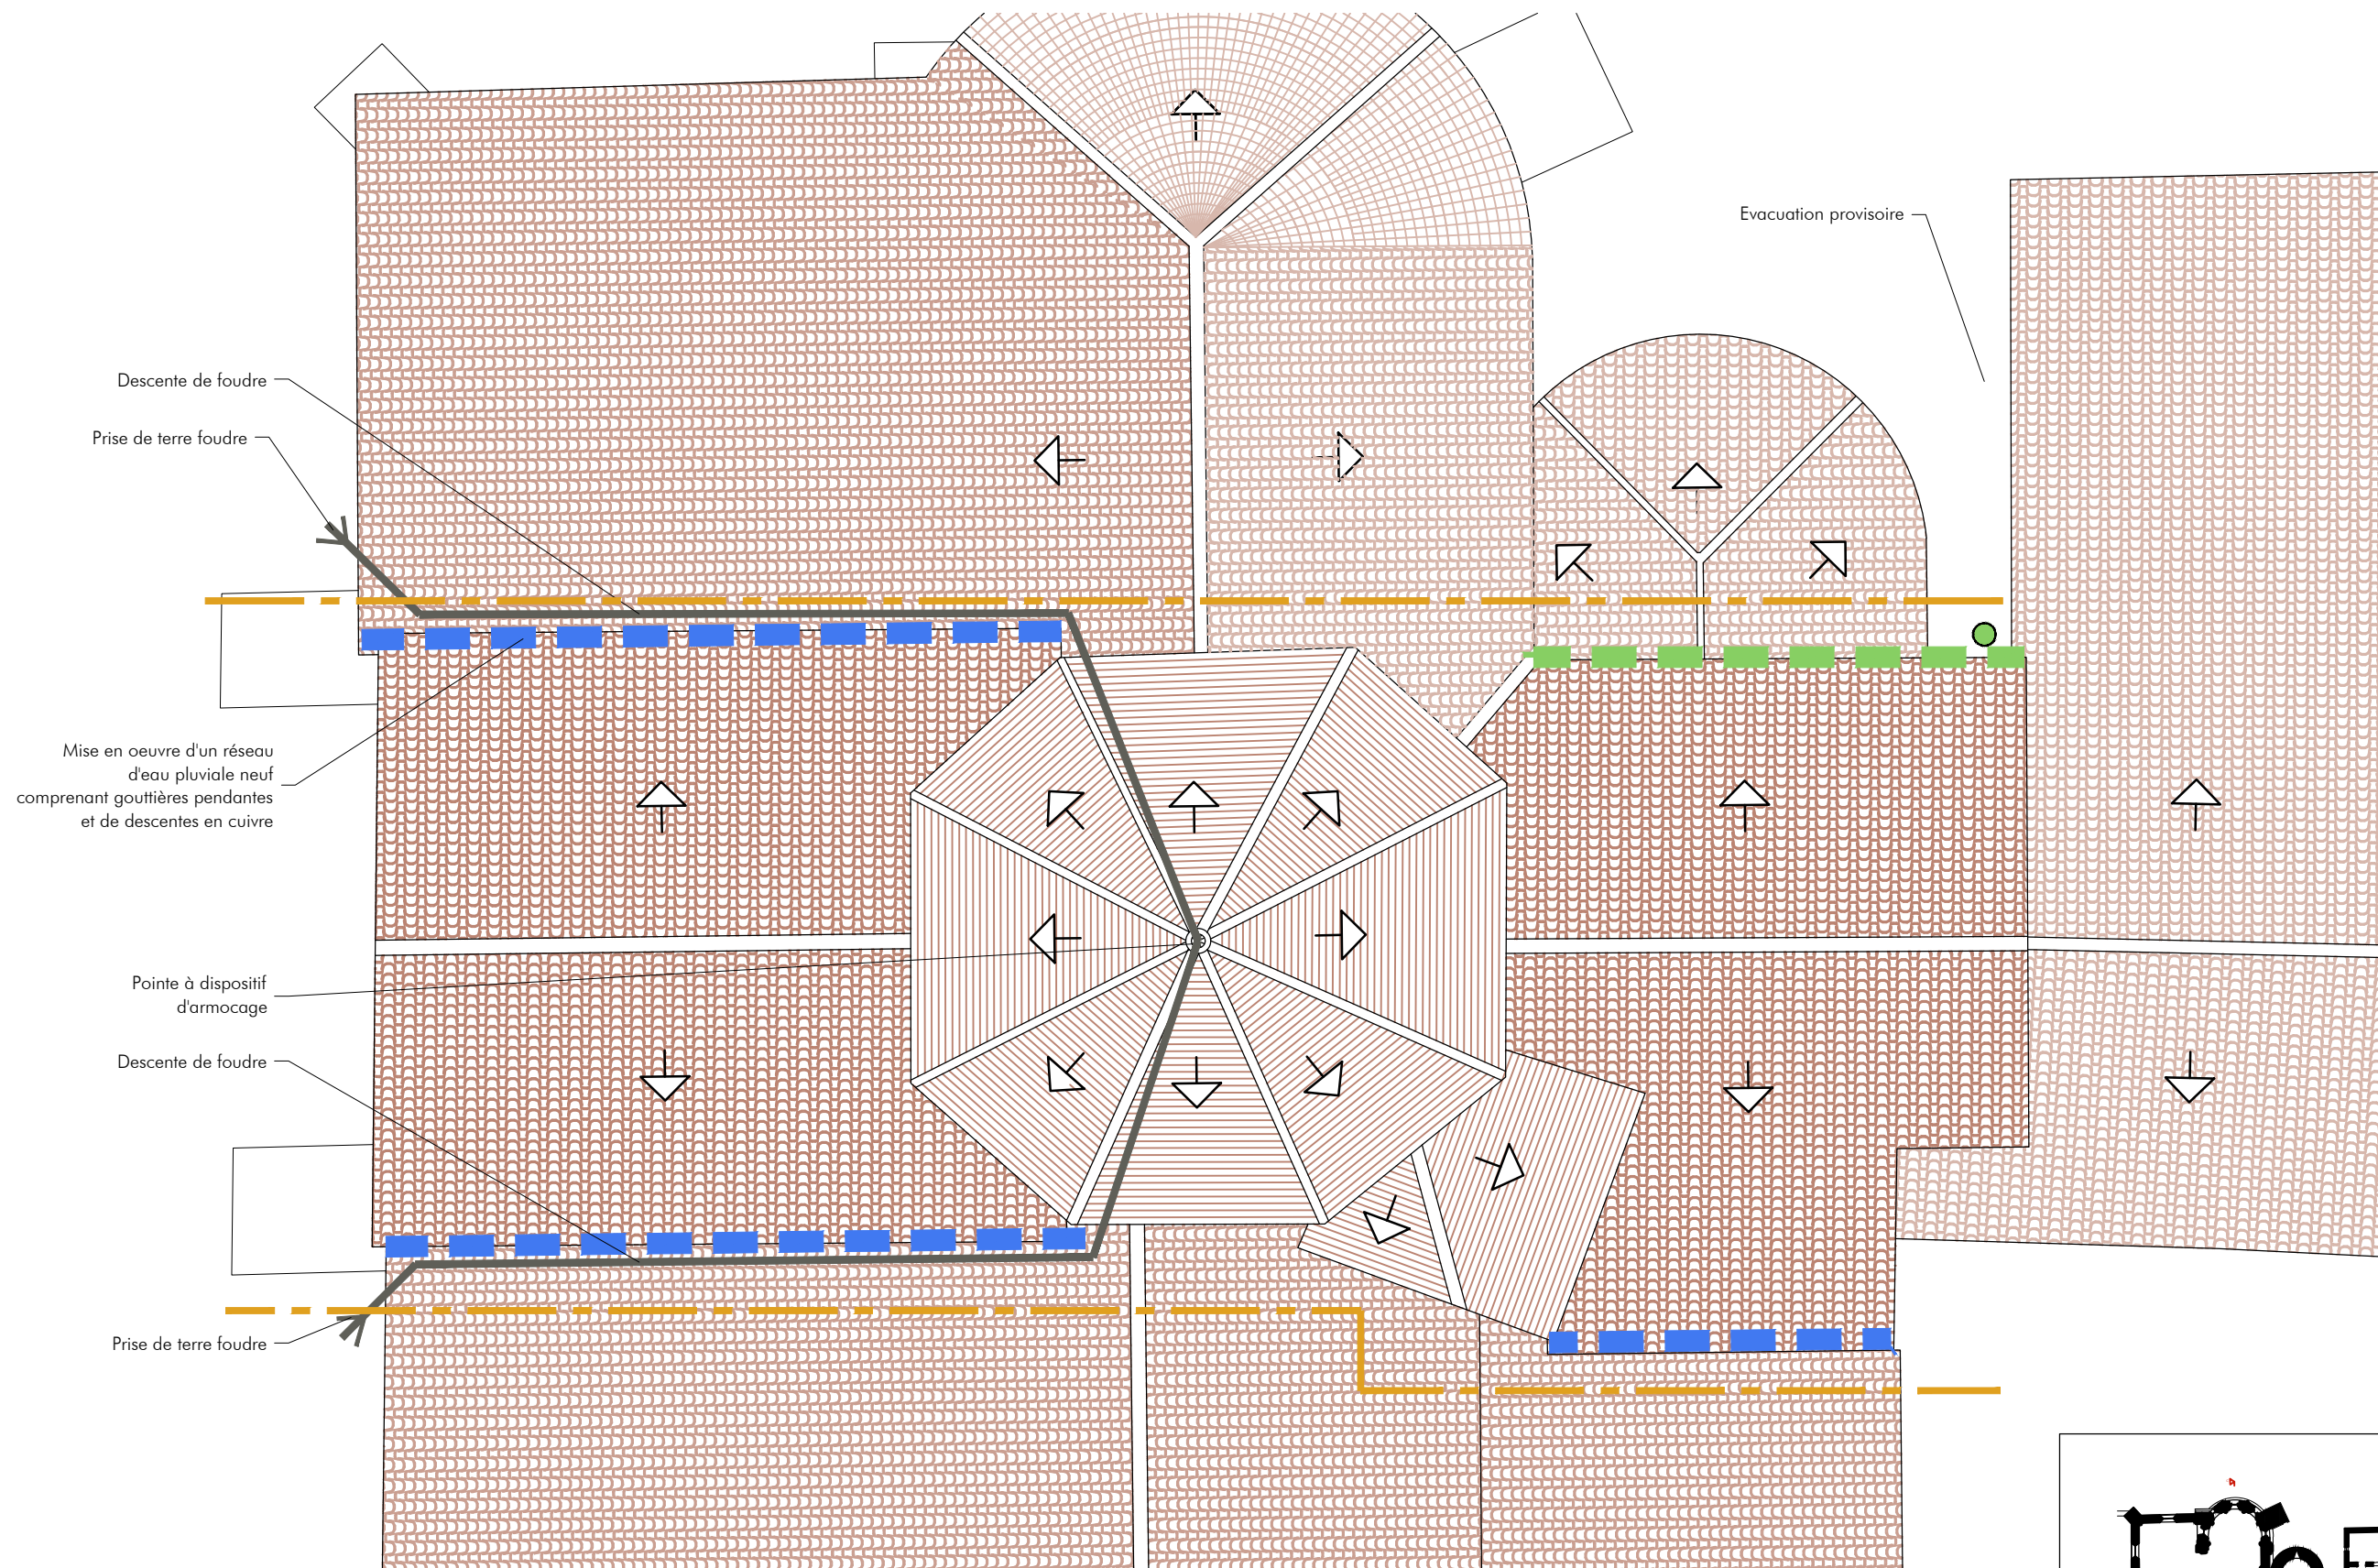 Evacuation provisoire
Descente de foudre
Prise de terre foudre
Mise en oeuvre d'un réseau
d'eau pluviale neuf
comprenant gouttières pendantes
et de descentes en cuivre
Pointe à dispositif
d'armocage
Descente de foudre
Prise de terre foudre